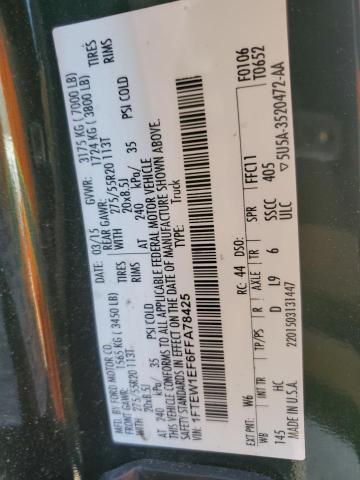 MFD. BY FORD MOTOR CO.
DATE: 03/15 GVWR: 3175 KG ( 7000 LB)
FRONT GAWR: 1565 KG ( 3450 LB) REAR GAWR: 1724 KG ( 3800 LB)
275/55R20 113T TIRES 275/55R20 113T TIRES
WITH 20x8.5J RIMS WITH 20x8.5J RIMS
AT 240 kPa/ 35 PSI COLD AT 240 kPa/ 35 PSI COLD
THIS VEHICLE CONFORMS TO ALL APPLICABLE FEDERAL MOTOR VEHICLE
SAFETY STANDARDS IN EFFECT ON THE DATE OF MANUFACTURE SHOWN ABOVE.
VIN: 1FTEW1EF6FFA78425
TYPE: Truck
F0106
T0652
EXT PNT: W6 RC: 44 DSO: FFC11
WB INT TR TP/PS R AXLE TR SPR
145 HC D L9 6 SSCC 405
ULC
▽5U5A-3520472-AA
2201503131447
MADE IN U.S.A.